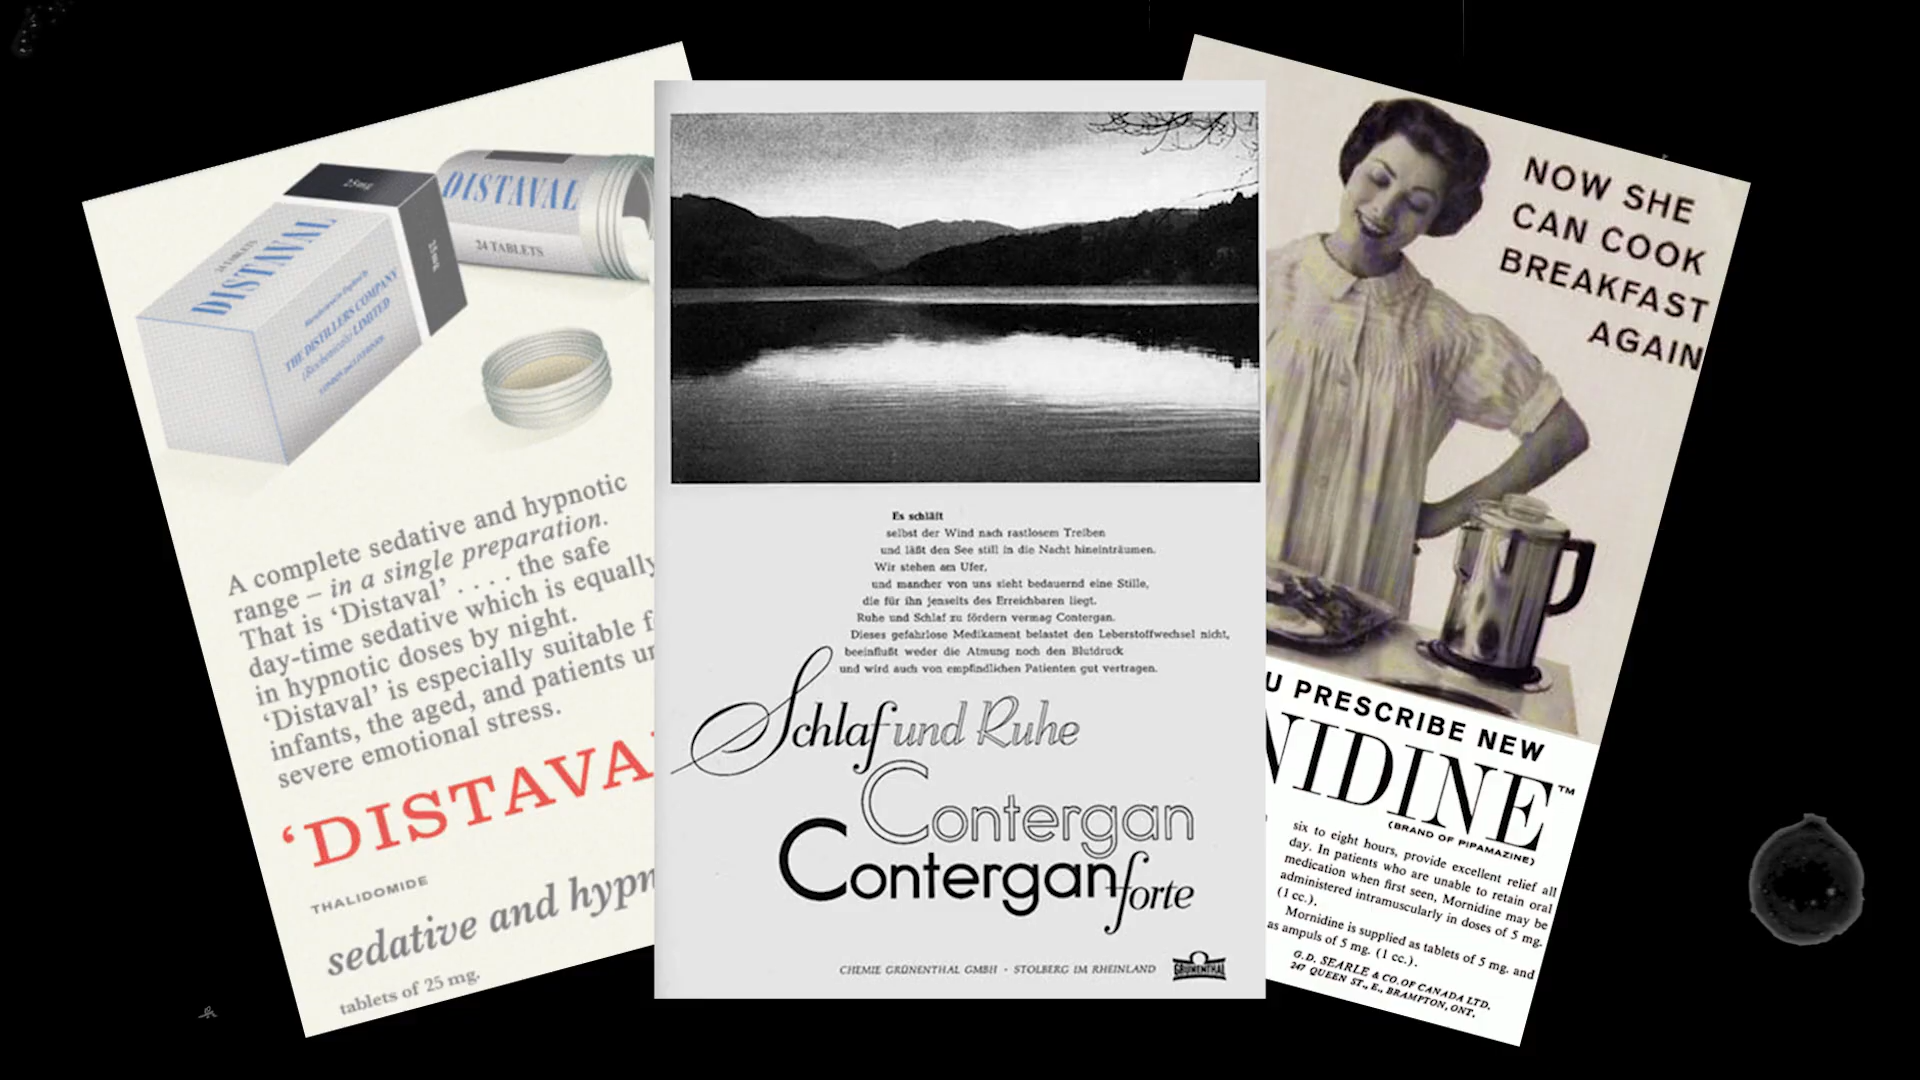 25mg
25mg
24 TABLETS
DISTAVAL
THE DISTILLERS COMPANY
(Biochemicals) LIMITED
DISTAVAL
24 TABLETS
A complete sedative and hypnotic
range – in a single preparation.
That is ‘Distaval’ . . . . the safe
day-time sedative which is equally
in hypnotic doses by night.
‘Distaval’ is especially suitable f
infants, the aged, and patients un
severe emotional stress.
‘DISTAVA
THALIDOMIDE
sedative and hypn
tablets of 25 mg.
Es schläft
selbst der Wind nach rastlosem Treiben
und läßt den See still in die Nacht hineinträumen.
Wir stehen am Ufer,
und mancher von uns sieht bedauernd eine Stille,
die für ihn jenseits des Erreichbaren liegt.
Ruhe und Schlaf zu fördern vermag Contergan.
Dieses gefahrlose Medikament belastet den Leberstoffwechsel nicht,
beeinflußt weder die Atmung noch den Blutdruck
und wird auch von empfindlichen Patienten gut vertragen.
Schlaf und Ruhe
Contergan
Contergan forte
CHEMIE GRÜNENTHAL GMBH · STOLBERG IM RHEINLAND
GRÜNENTHAL
NOW SHE
CAN COOK
BREAKFAST
AGAIN
U PRESCRIBE NEW
NIDINE™
(BRAND OF PIPAMAZINE)
six to eight hours, provide excellent relief all
day. In patients who are unable to retain oral
medication when first seen, Mornidine may be
administered intramuscularly in doses of 5 mg.
(1 cc.).
Mornidine is supplied as tablets of 5 mg. and
as ampuls of 5 mg. (1 cc.).
G.D. SEARLE & CO. OF CANADA LTD.
247 QUEEN ST., E., BRAMPTON, ONT.